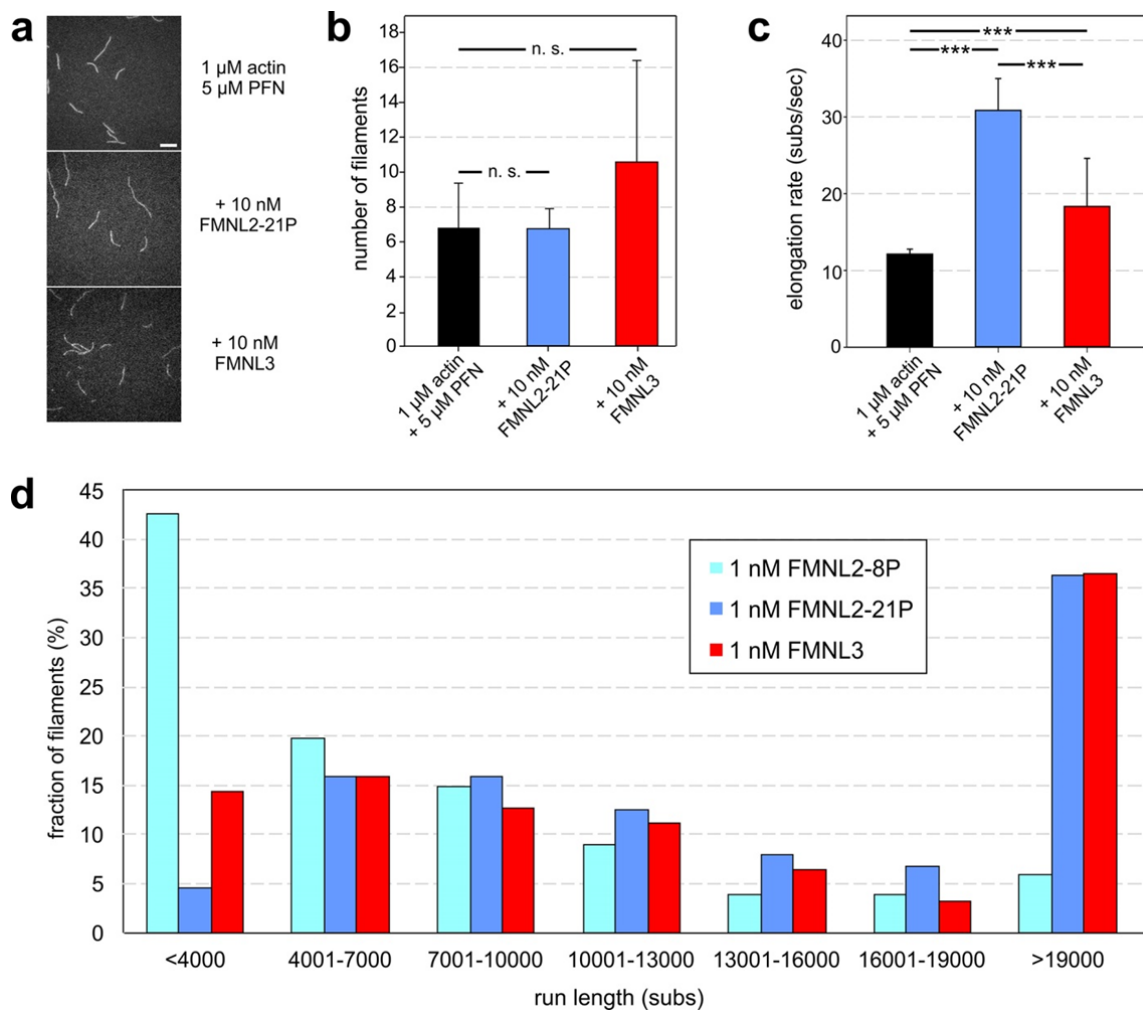 a
1 µM actin
5 µM PFN
+ 10 nM
FMNL2-21P
+ 10 nM
FMNL3
b
number of filaments
18
16
14
12
10
8
6
4
2
0
n. s.
n. s.
1 µM actin
+ 5 µM PFN
+ 10 nM
FMNL2-21P
+ 10 nM
FMNL3
c
elongation rate (subs/sec)
40
30
20
10
0
***
***
***
1 µM actin
+ 5 µM PFN
+ 10 nM
FMNL2-21P
+ 10 nM
FMNL3
d
fraction of filaments (%)
45
40
35
30
25
20
15
10
5
0
1 nM FMNL2-8P
1 nM FMNL2-21P
1 nM FMNL3
<4000
4001-7000
7001-10000
10001-13000
13001-16000
16001-19000
>19000
run length (subs)